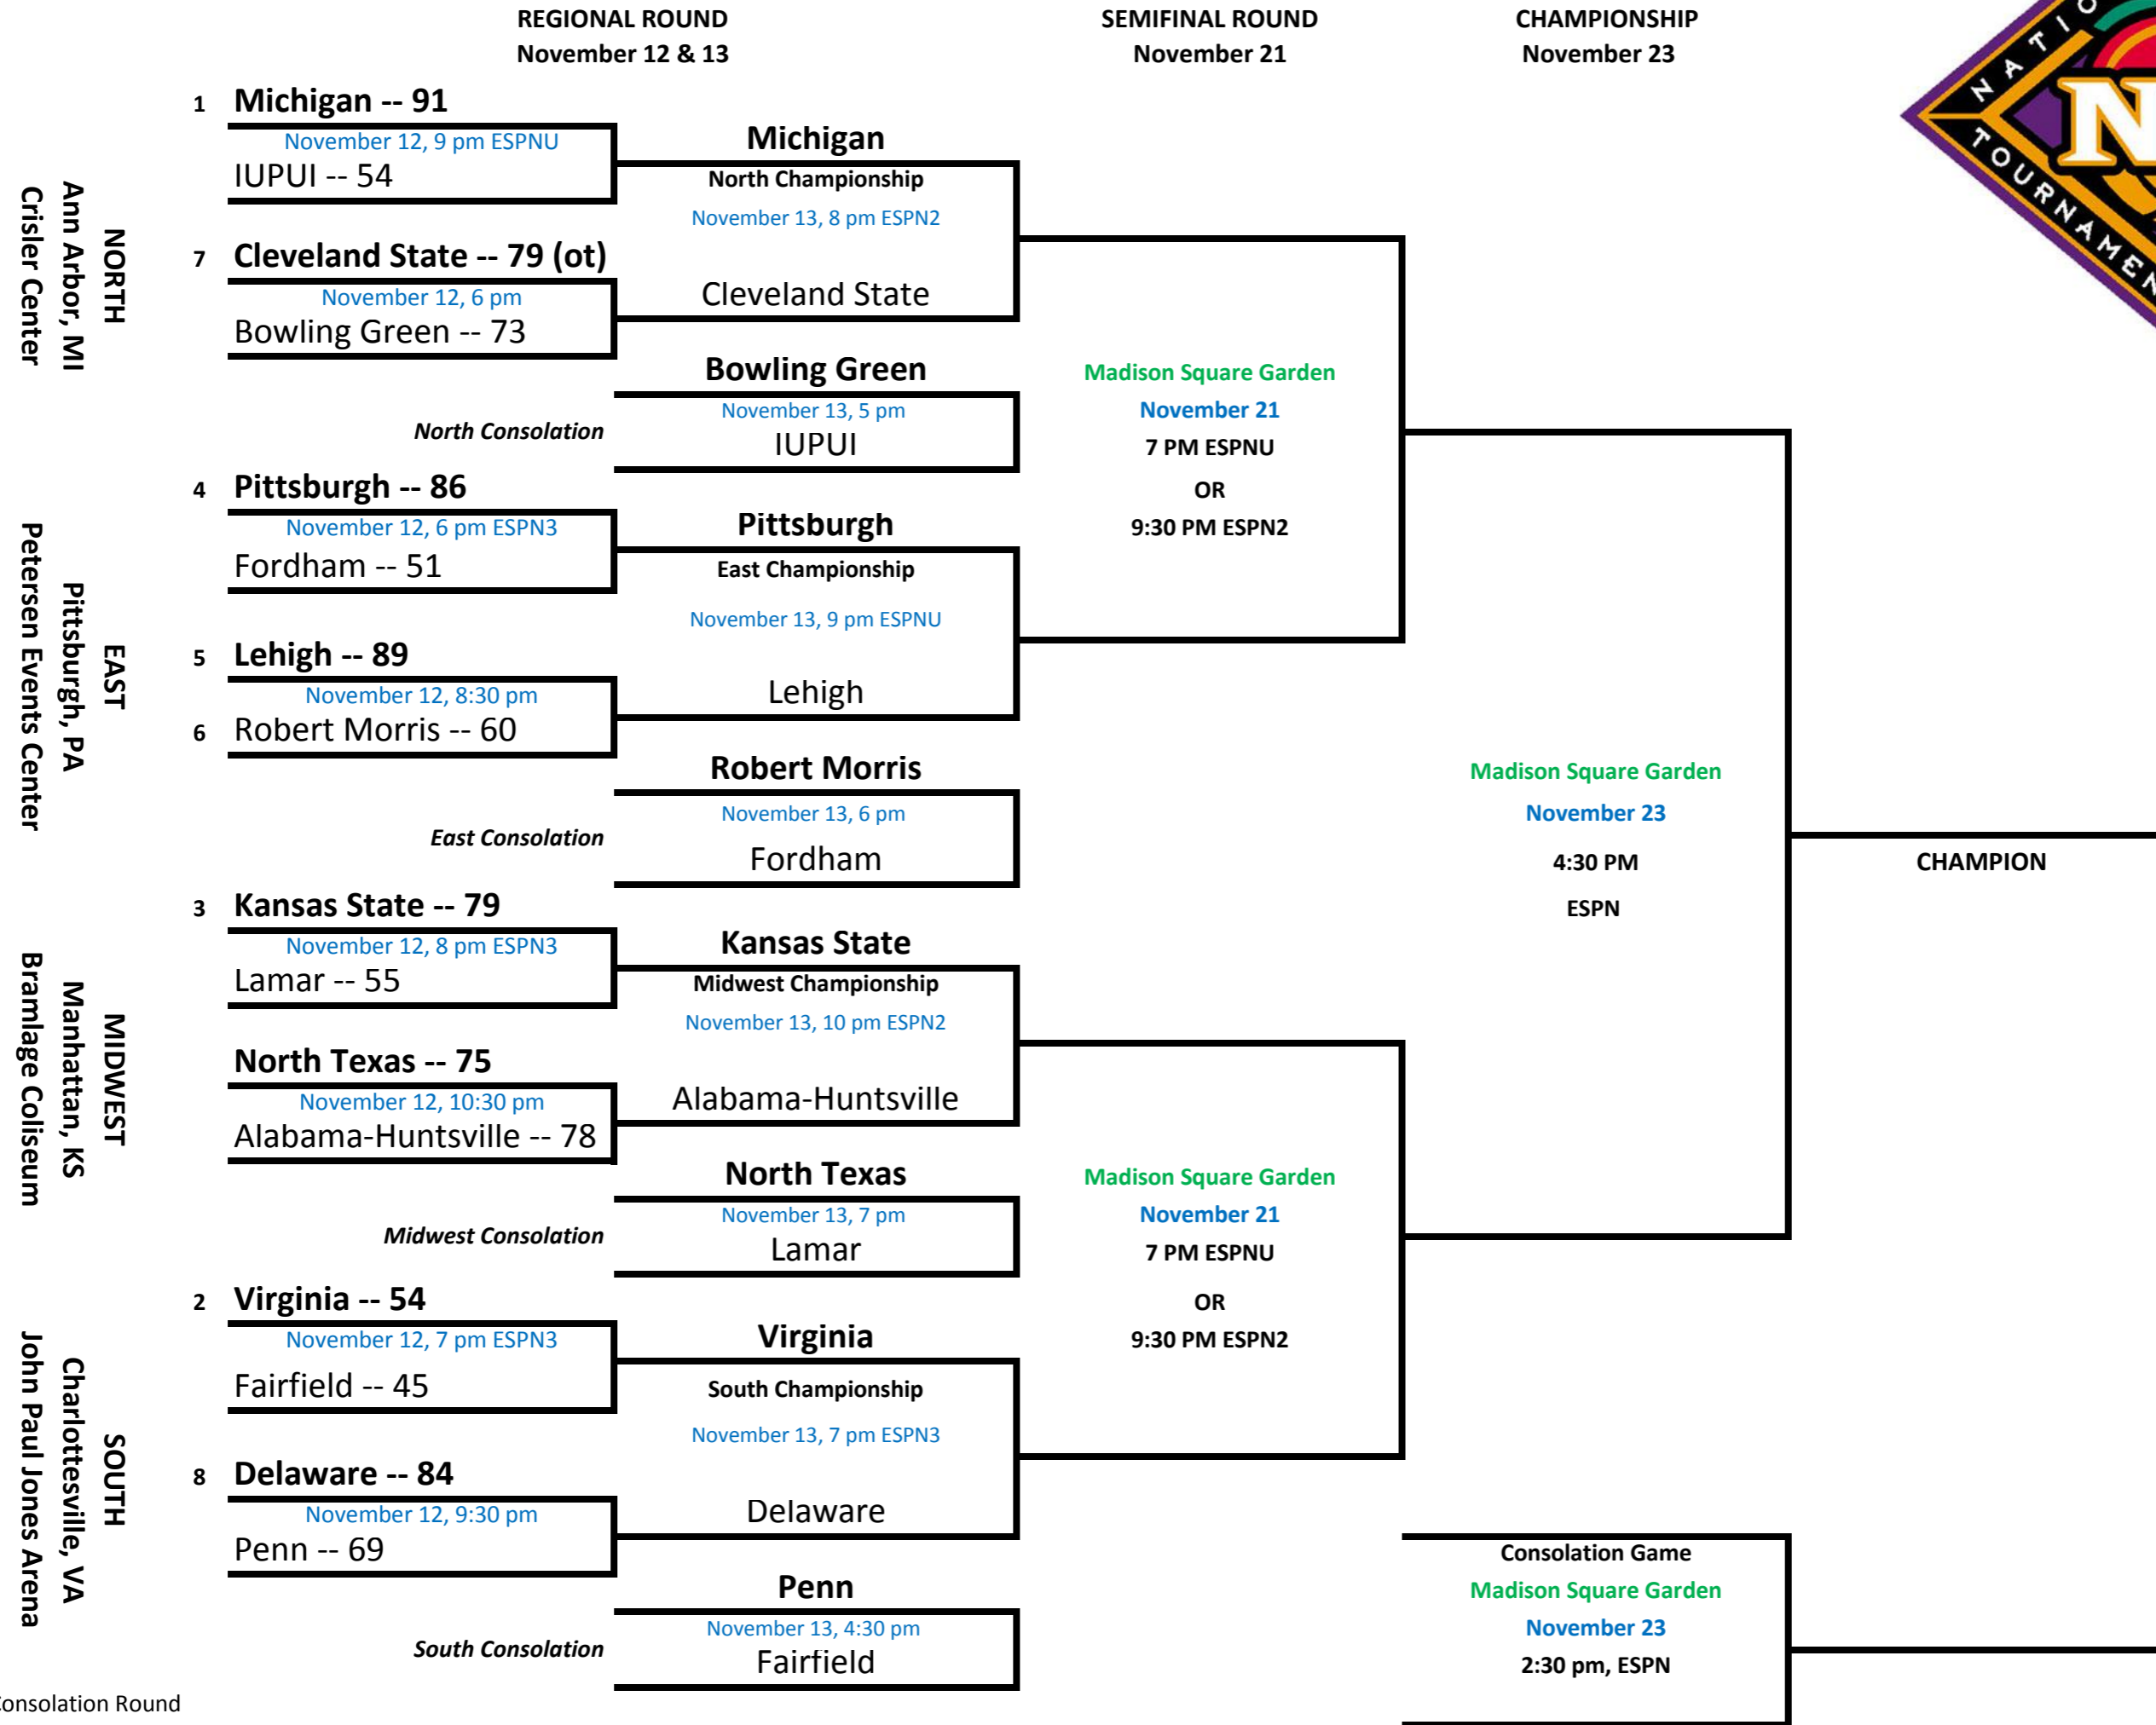 REGIONAL ROUND
November 12 & 13
SEMIFINAL ROUND
November 21
CHAMPIONSHIP
November 23
NORTH
Ann Arbor, MI
Crisler Center
1 Michigan -- 91
November 12, 9 pm ESPNU
IUPUI -- 54
7 Cleveland State -- 79 (ot)
November 12, 6 pm
Bowling Green -- 73
Michigan
North Championship
November 13, 8 pm ESPN2
Cleveland State
North Consolation
Bowling Green
November 13, 5 pm
IUPUI
EAST
Pittsburgh, PA
Petersen Events Center
4 Pittsburgh -- 86
November 12, 6 pm ESPN3
Fordham -- 51
5 Lehigh -- 89
November 12, 8:30 pm
6 Robert Morris -- 60
Pittsburgh
East Championship
November 13, 9 pm ESPNU
Lehigh
East Consolation
Robert Morris
November 13, 6 pm
Fordham
Madison Square Garden
November 21
7 PM ESPNU
OR
9:30 PM ESPN2
MIDWEST
Manhattan, KS
Bramlage Coliseum
3 Kansas State -- 79
November 12, 8 pm ESPN3
Lamar -- 55
North Texas -- 75
November 12, 10:30 pm
Alabama-Huntsville -- 78
Kansas State
Midwest Championship
November 13, 10 pm ESPN2
Alabama-Huntsville
Midwest Consolation
North Texas
November 13, 7 pm
Lamar
SOUTH
Charlottesville, VA
John Paul Jones Arena
2 Virginia -- 54
November 12, 7 pm ESPN3
Fairfield -- 45
8 Delaware -- 84
November 12, 9:30 pm
Penn -- 69
Virginia
South Championship
November 13, 7 pm ESPN3
Delaware
South Consolation
Penn
November 13, 4:30 pm
Fairfield
Madison Square Garden
November 21
7 PM ESPNU
OR
9:30 PM ESPN2
Madison Square Garden
November 23
4:30 PM
ESPN
CHAMPION
Consolation Game
Madison Square Garden
November 23
2:30 pm, ESPN
onsolation Round
NATIO
N
TOURNAMEN